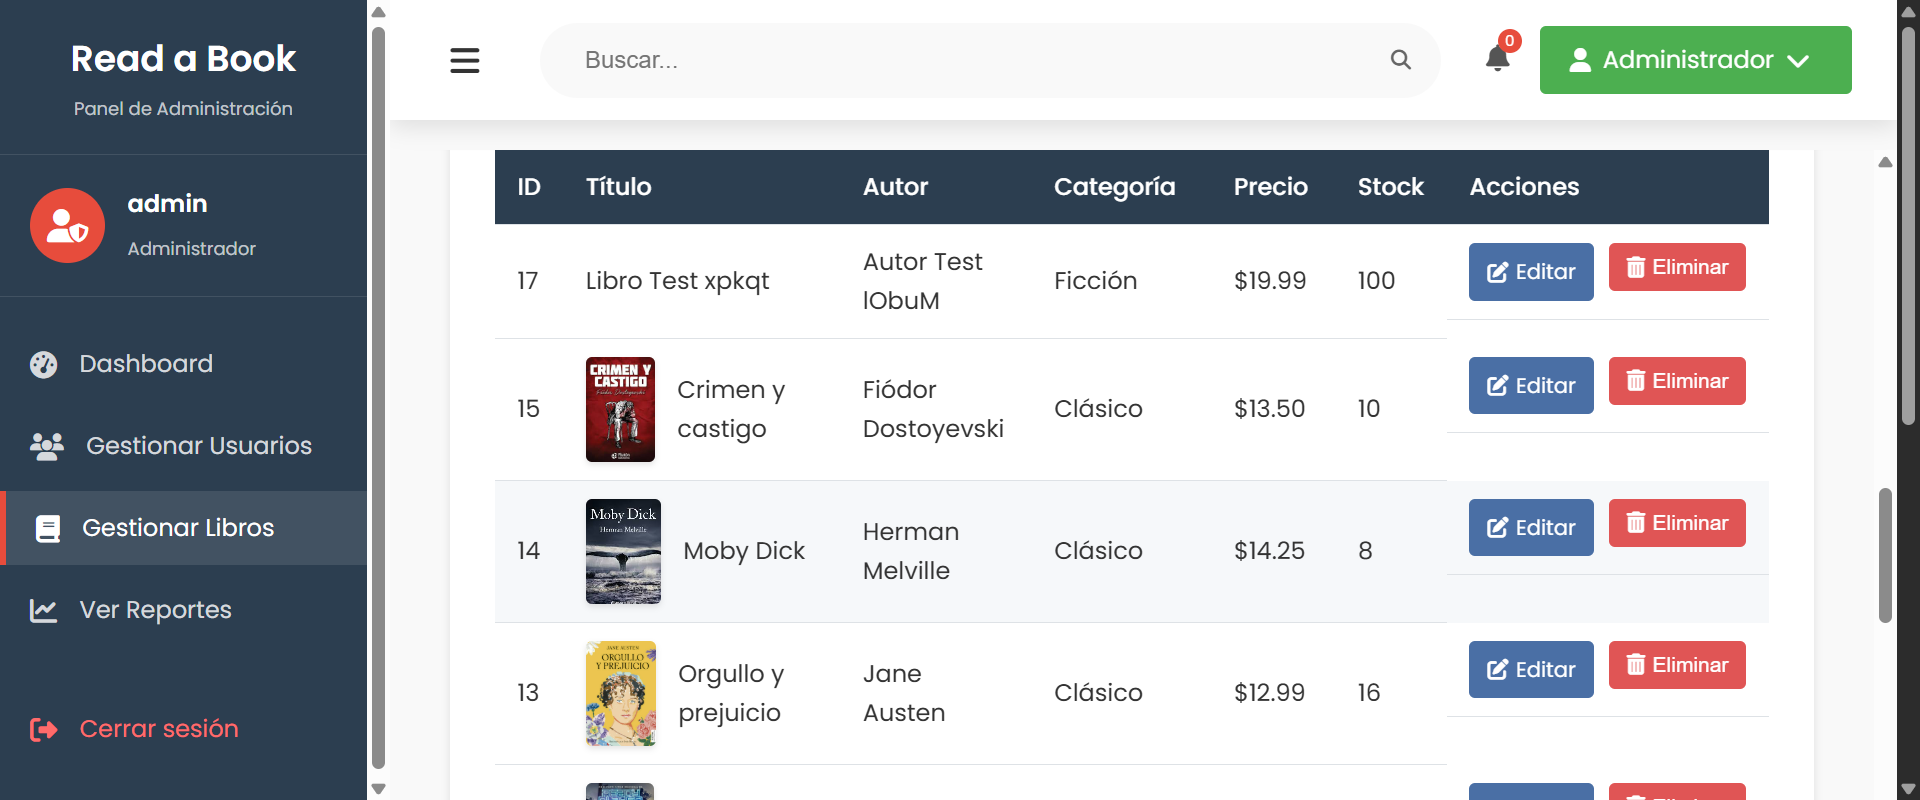 Read a Book
Panel de Administración
admin
Administrador
Dashboard
Gestionar Usuarios
Gestionar Libros
Ver Reportes
Cerrar sesión
Buscar...
0
Administrador
ID Título Autor Categoría Precio Stock Acciones
17 Libro Test xpkqt Autor Test lObuM Ficción $19.99 100 Editar Eliminar
CRIMEN Y
CASTIGO
15 Crimen y castigo Fiódor Dostoyevski Clásico $13.50 10 Editar Eliminar
Moby Dick
Herman Melville
14 Moby Dick Herman Melville Clásico $14.25 8 Editar Eliminar
JANE AUSTEN
ORGULLO
Y PREJUICIO
13 Orgullo y prejuicio Jane Austen Clásico $12.99 16 Editar Eliminar